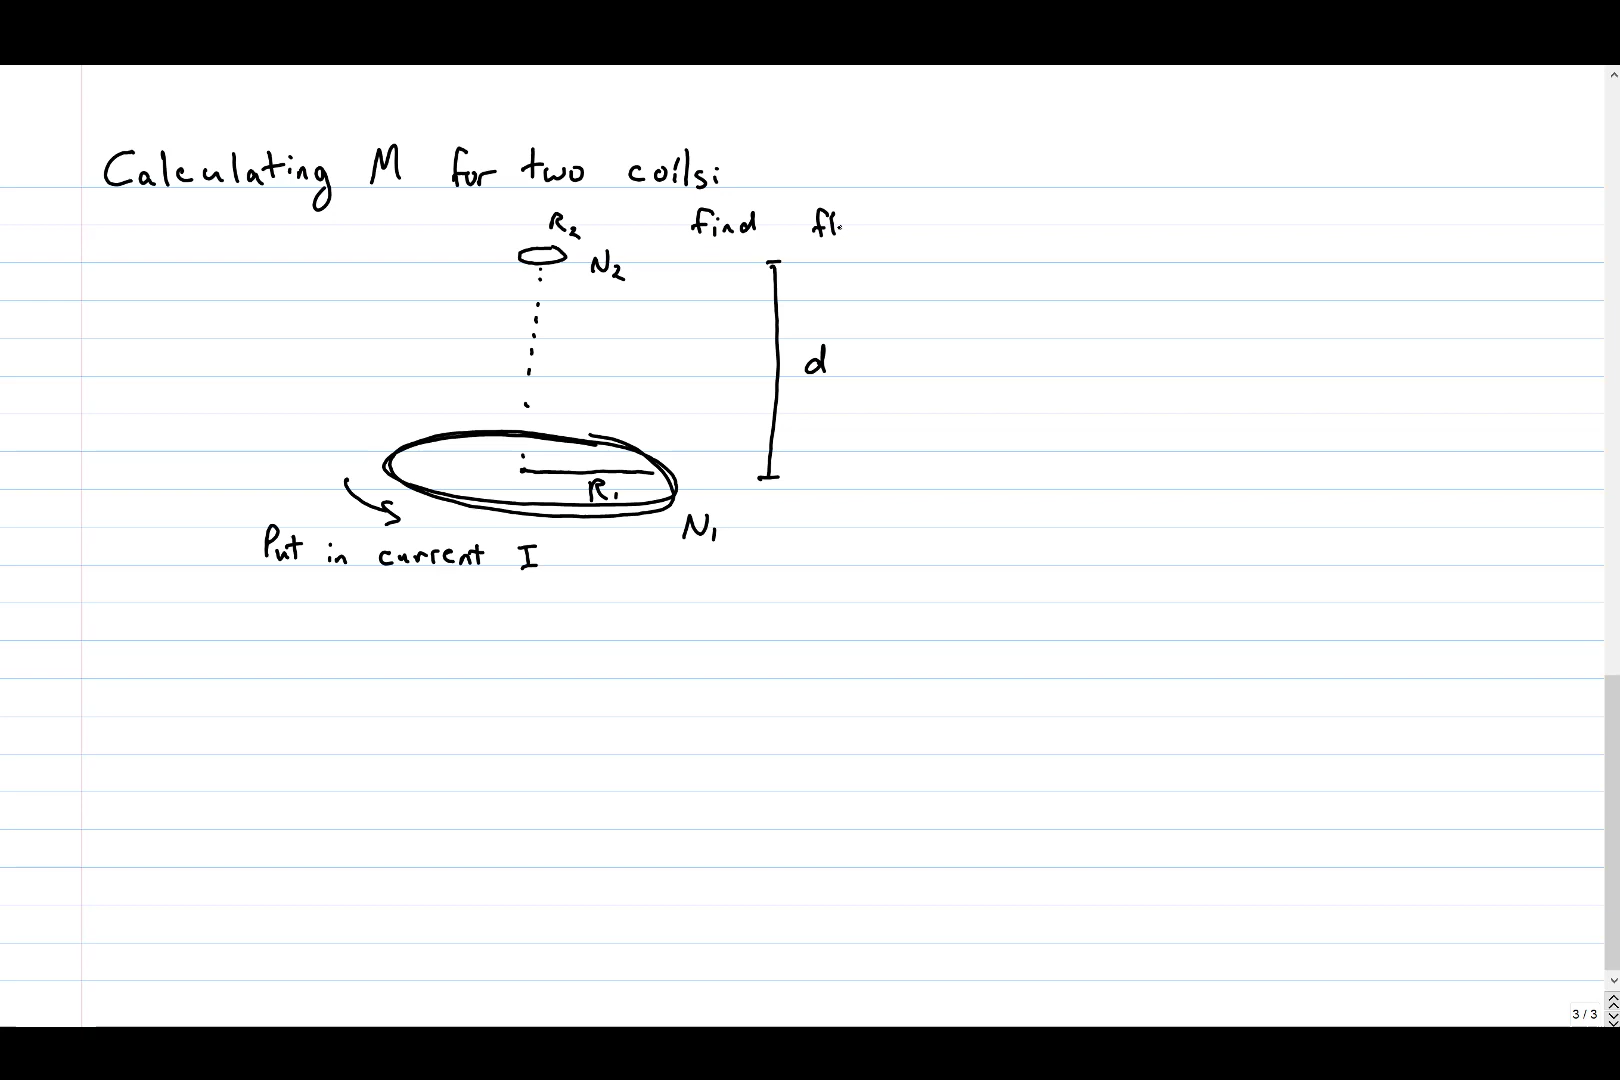 Calculating M for two coils:
R₂ find fl
N₂
d
R₁
N₁
Put in current I
3 / 3